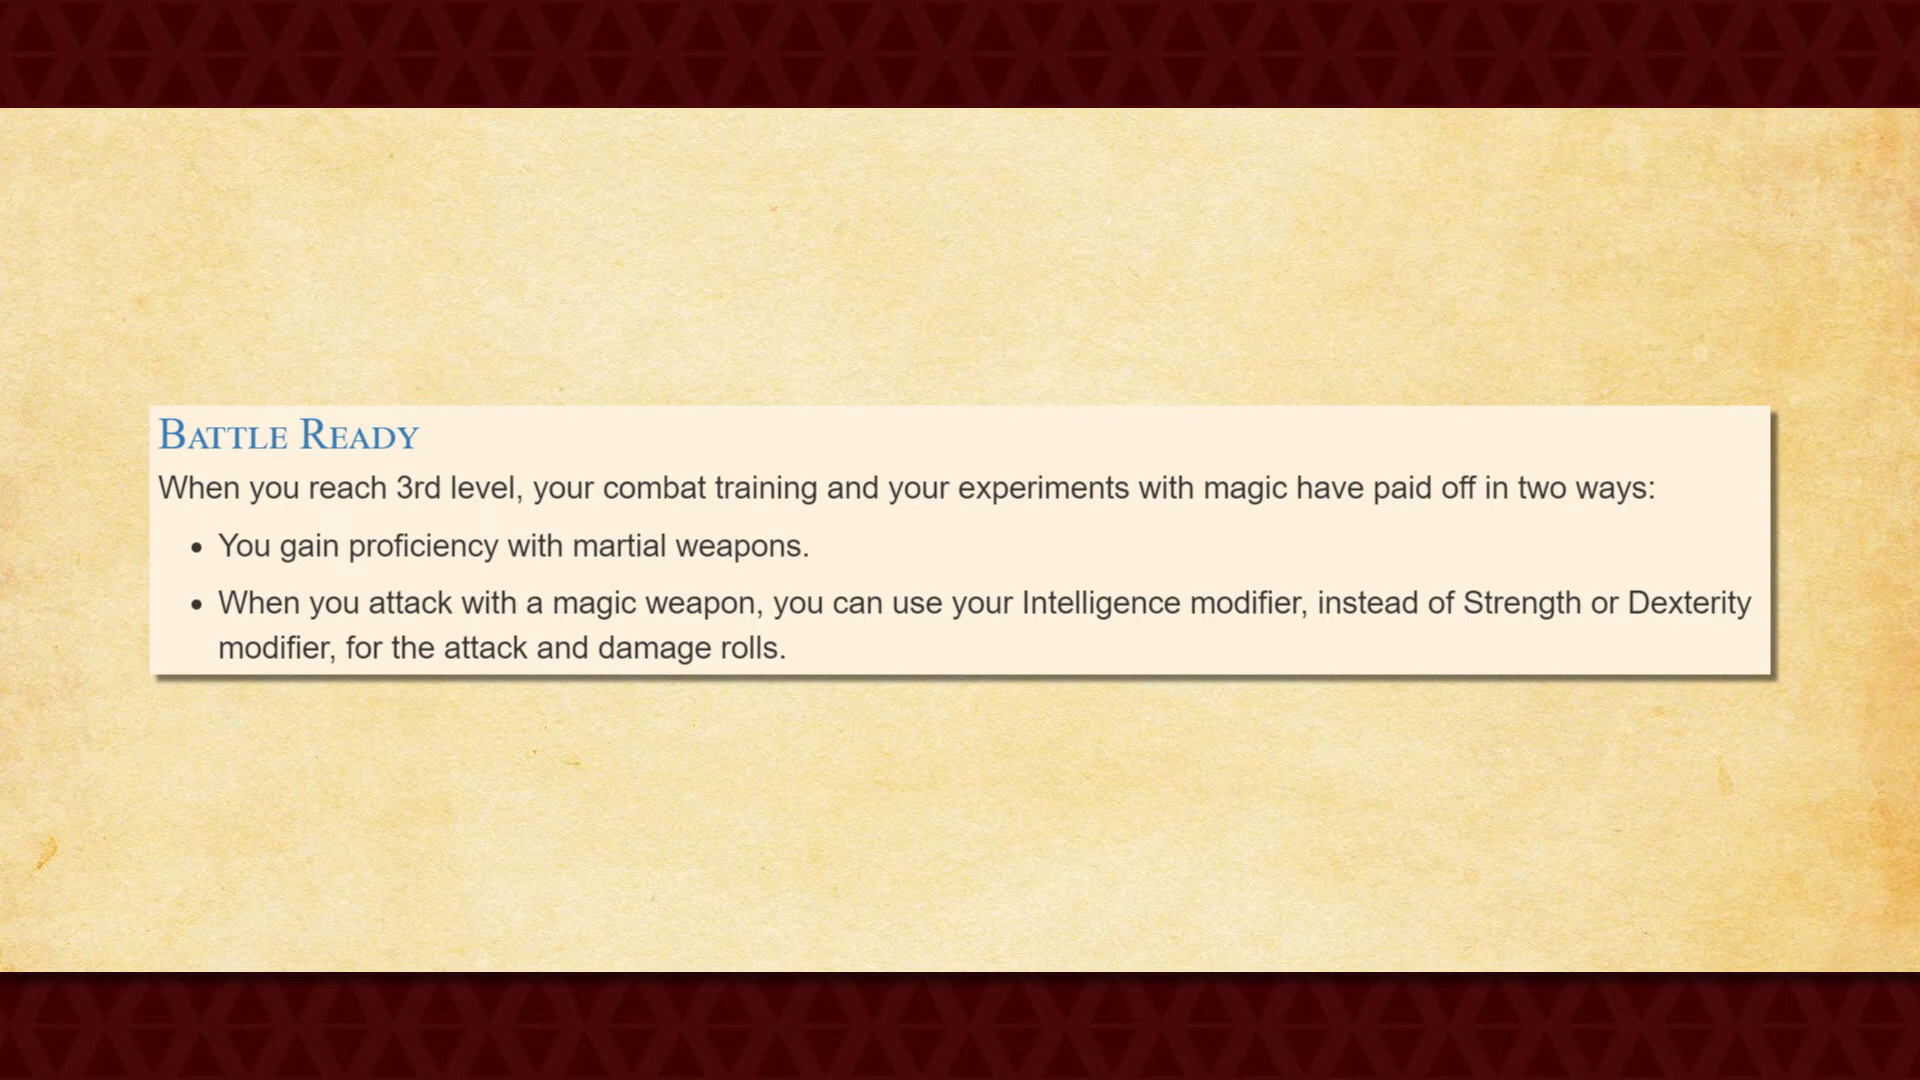 Battle Ready
When you reach 3rd level, your combat training and your experiments with magic have paid off in two ways:
• You gain proficiency with martial weapons.
• When you attack with a magic weapon, you can use your Intelligence modifier, instead of Strength or Dexterity
modifier, for the attack and damage rolls.